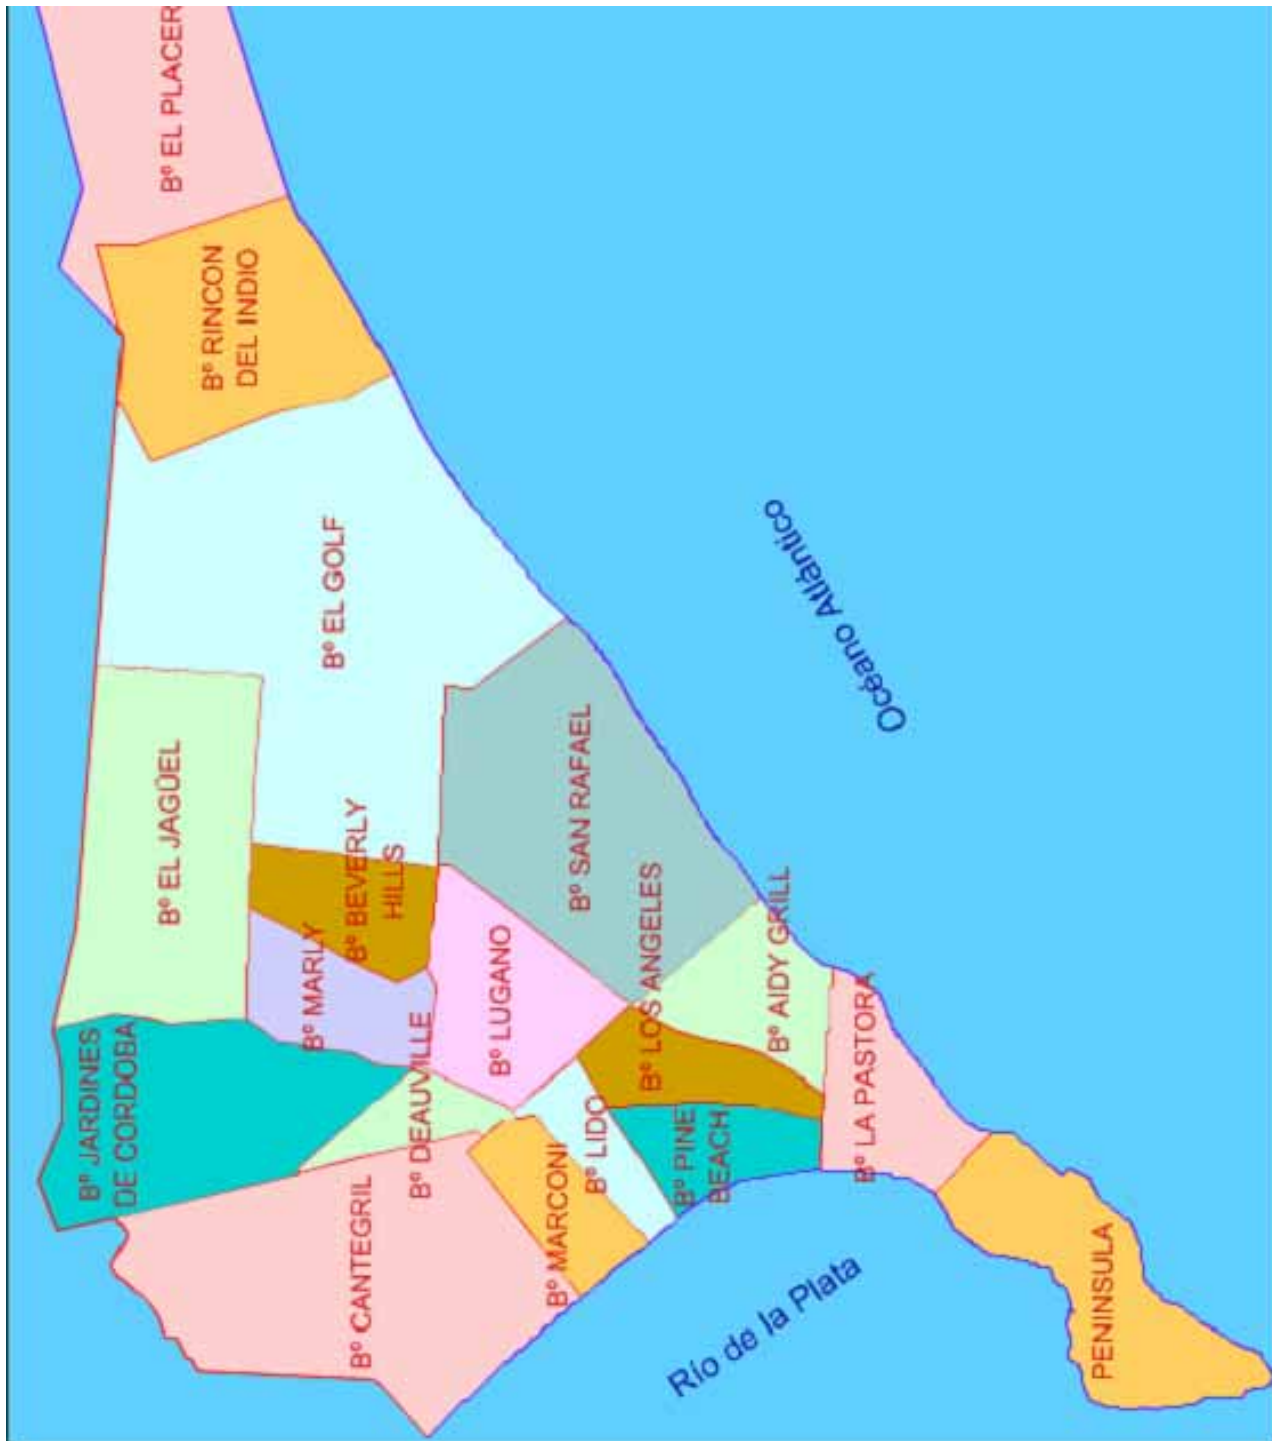 Bº EL PLACER
Bº RINCON
DEL INDIO
Bº EL GOLF
Océano Atlántico
Bº EL JAGÜEL
Bº SAN RAFAEL
Bº BEVERLY
HILLS
Bº MARLY
Bº LUGANO
Bº LOS ANGELES
Bº AIDY GRILL
Bº JARDINES
DE CORDOBA
Bº DEAUVILLE
Bº LIDO
Bº PINE
BEACH
Bº LA PASTORA
Bº CANTEGRIL
Bº MARCONI
Río de la Plata
PENINSULA